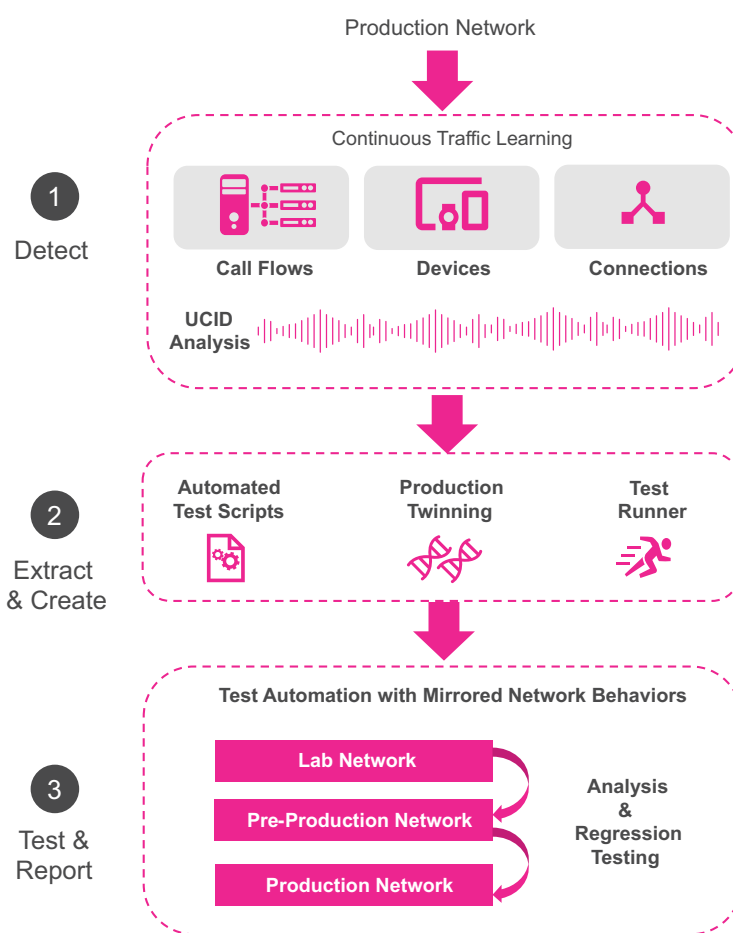 Production Network
Continuous Traffic Learning
1
Detect
Call Flows
Devices
Connections
UCID
Analysis
2
Extract
& Create
Automated
Test Scripts
Production
Twinning
Test
Runner
3
Test &
Report
Test Automation with Mirrored Network Behaviors
Lab Network
Pre-Production Network
Production Network
Analysis
&
Regression
Testing